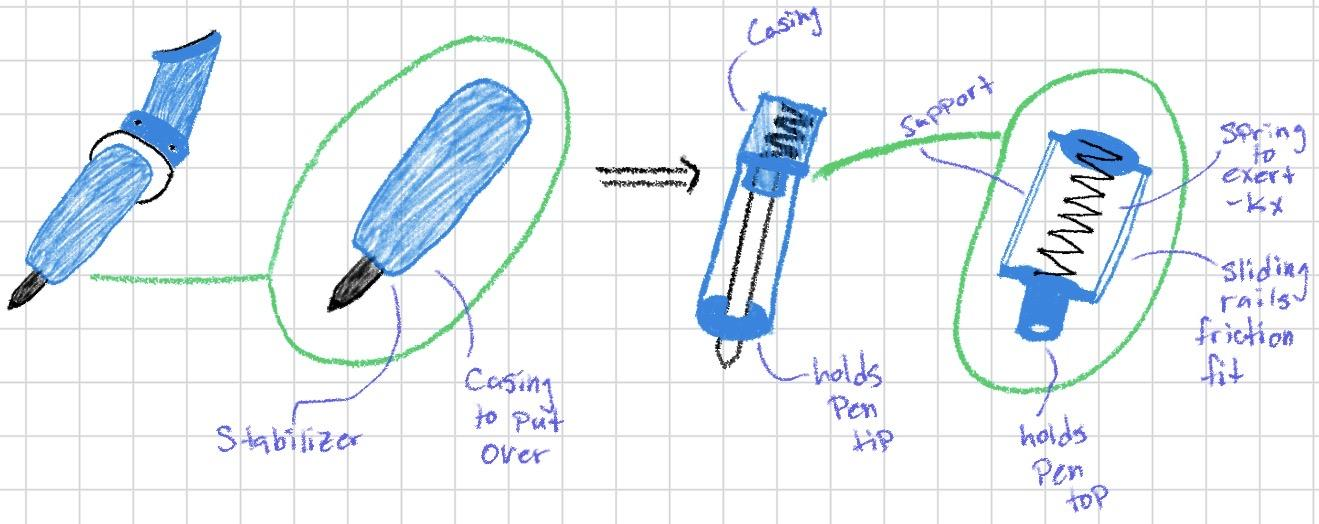 Stabilizer
Casing
to put
over
Casing
holds
Pen
tip
Support
Spring
to
exert
-Kx
Sliding
rails
friction
fit
holds
Pen
top